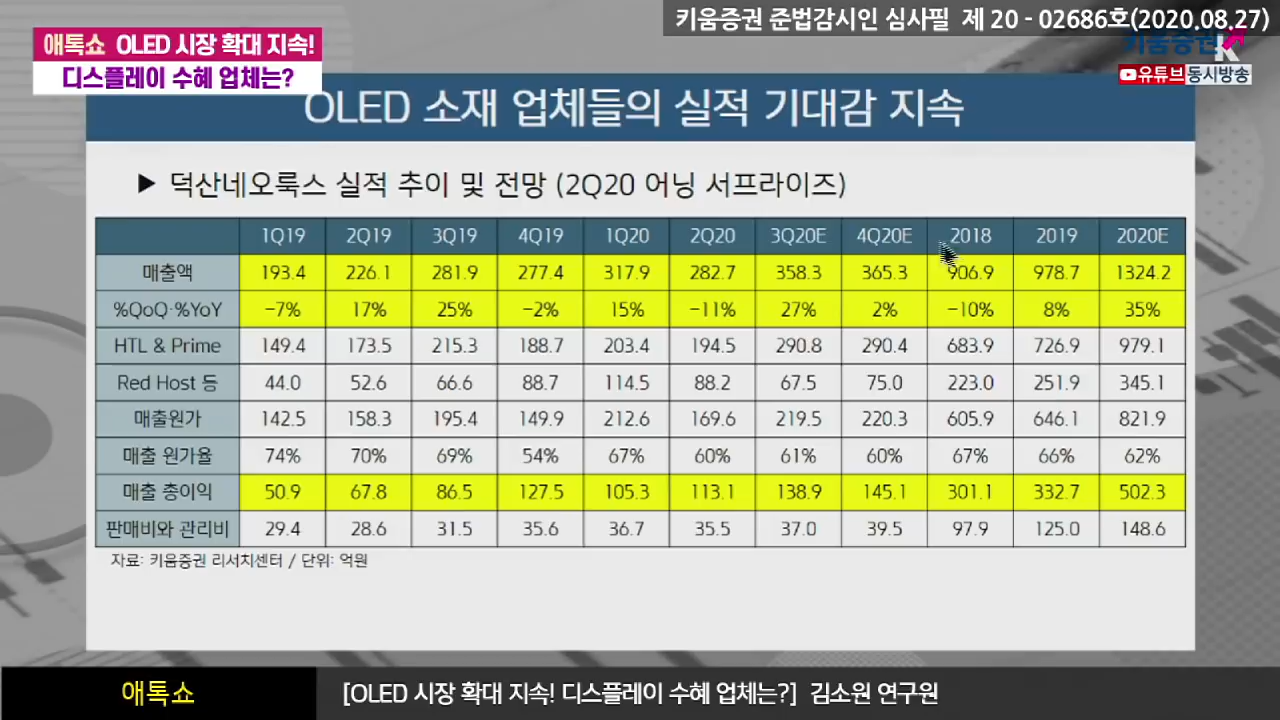 키움증권 준법감시인 심사필 제 20 - 02686호(2020.08.27)
애톡쇼 OLED 시장 확대 지속!
디스플레이 수혜 업체는?
키움증권
유튜브 동시방송
OLED 소재 업체들의 실적 기대감 지속
▶ 덕산네오룩스 실적 추이 및 전망 (2Q20 어닝 서프라이즈)
1Q19 2Q19 3Q19 4Q19 1Q20 2Q20 3Q20E 4Q20E 2018 2019 2020E
매출액 193.4 226.1 281.9 277.4 317.9 282.7 358.3 365.3 906.9 978.7 1324.2
%QoQ·%YoY -7% 17% 25% -2% 15% -11% 27% 2% -10% 8% 35%
HTL & Prime 149.4 173.5 215.3 188.7 203.4 194.5 290.8 290.4 683.9 726.9 979.1
Red Host 등 44.0 52.6 66.6 88.7 114.5 88.2 67.5 75.0 223.0 251.9 345.1
매출원가 142.5 158.3 195.4 149.9 212.6 169.6 219.5 220.3 605.9 646.1 821.9
매출 원가율 74% 70% 69% 54% 67% 60% 61% 60% 67% 66% 62%
매출 총이익 50.9 67.8 86.5 127.5 105.3 113.1 138.9 145.1 301.1 332.7 502.3
판매비와 관리비 29.4 28.6 31.5 35.6 36.7 35.5 37.0 39.5 97.9 125.0 148.6
자료: 키움증권 리서치센터 / 단위: 억원
애톡쇼
[OLED 시장 확대 지속! 디스플레이 수혜 업체는?] 김소원 연구원